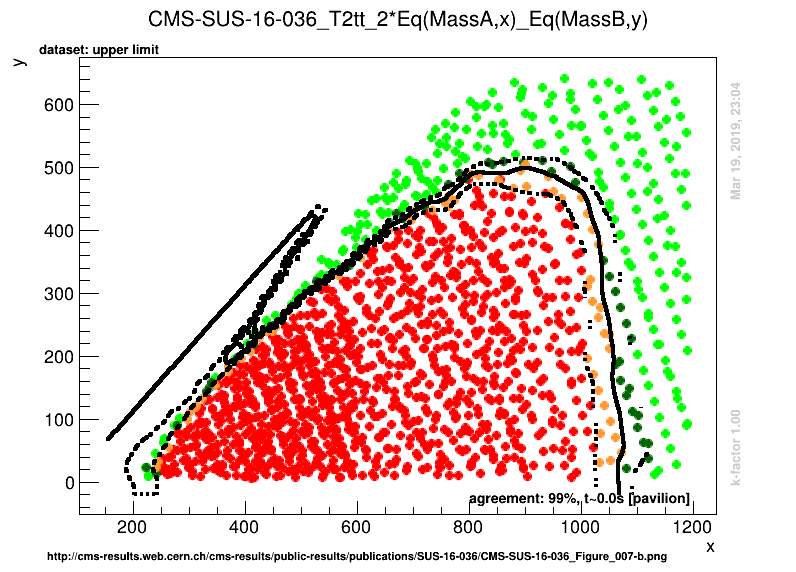 CMS-SUS-16-036_T2tt_2*Eq(MassA,x)_Eq(MassB,y)
dataset: upper limit
y
600
500
400
300
200
100
0
200
400
600
800
1000
1200
x
agreement: 99%, t~0.0s [pavilion]
Mar 19, 2019, 23:04
k-factor 1.00
http://cms-results.web.cern.ch/cms-results/public-results/publications/SUS-16-036/CMS-SUS-16-036_Figure_007-b.png